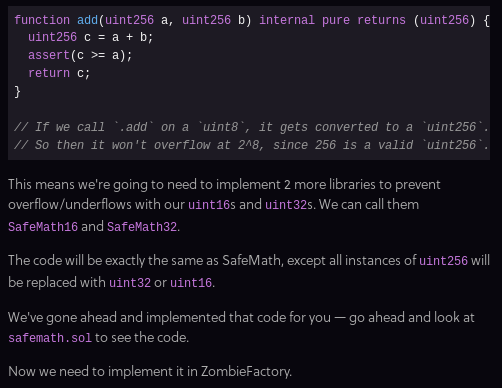 function add(uint256 a, uint256 b) internal pure returns (uint256) {
  uint256 c = a + b;
  assert(c >= a);
  return c;
}
// If we call `.add` on a `uint8`, it gets converted to a `uint256`.
// So then it won't overflow at 2^8, since 256 is a valid `uint256`.
This means we're going to need to implement 2 more libraries to prevent
overflow/underflows with our uint16s and uint32s. We can call them
SafeMath16 and SafeMath32.
The code will be exactly the same as SafeMath, except all instances of uint256 will
be replaced with uint32 or uint16.
We've gone ahead and implemented that code for you — go ahead and look at
safemath.sol to see the code.
Now we need to implement it in ZombieFactory.